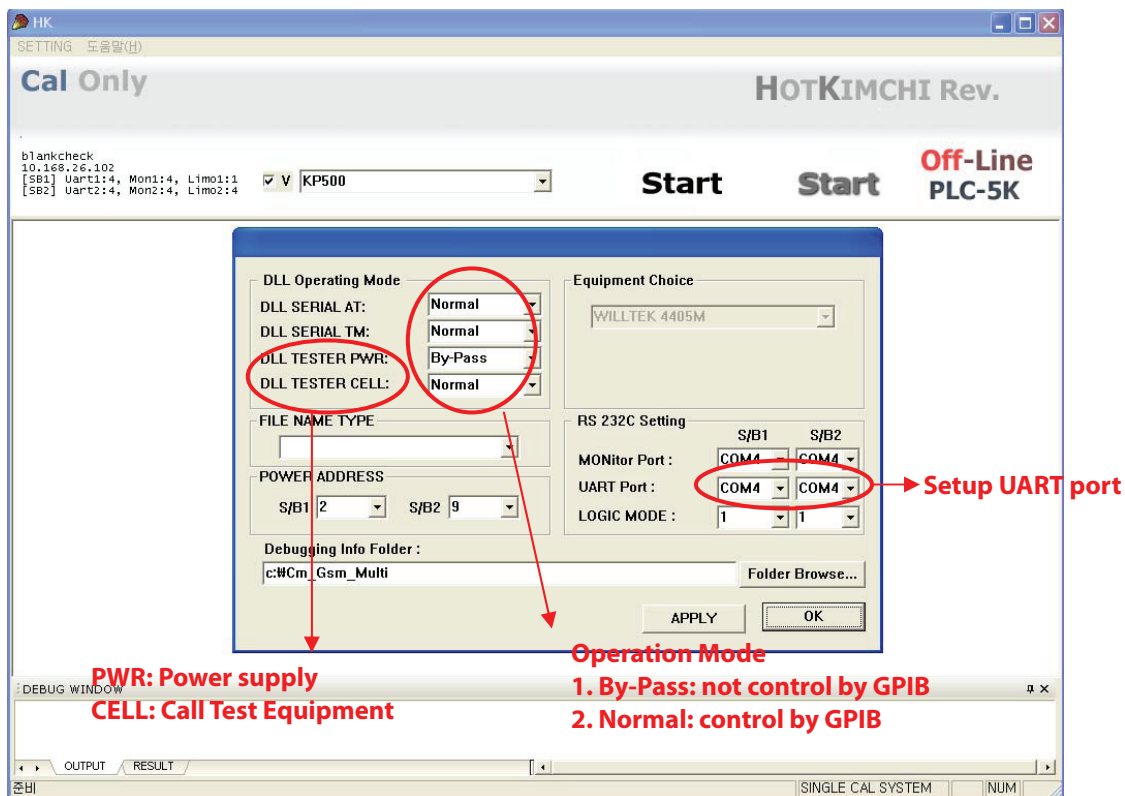 HK
SETTING 도움말(H)
Cal Only
HOTKIMCHI Rev.
blankcheck
10.168.26.102
[SB1] Uart1:4, Mon1:4, Limo1:1
[SB2] Uart2:4, Mon2:4, Limo2:4
V KP500
Start
Start
Off-Line
PLC-5K
DLL Operating Mode
DLL SERIAL AT: Normal
DLL SERIAL TM: Normal
DLL TESTER PWR: By-Pass
DLL TESTER CELL: Normal
Equipment Choice
WILLTEK 4405M
FILE NAME TYPE
POWER ADDRESS
S/B1 2 S/B2 9
RS 232C Setting
S/B1 S/B2
MONitor Port : COM4 COM4
UART Port : COM4 COM4
LOGIC MODE : 1 1
Setup UART port
Debugging Info Folder :
c:₩Cm_Gsm_Multi
Folder Browse...
APPLY OK
PWR: Power supply
CELL: Call Test Equipment
Operation Mode
1. By-Pass: not control by GPIB
2. Normal: control by GPIB
DEBUG WINDOW
OUTPUT RESULT
준비
SINGLE CAL SYSTEM NUM